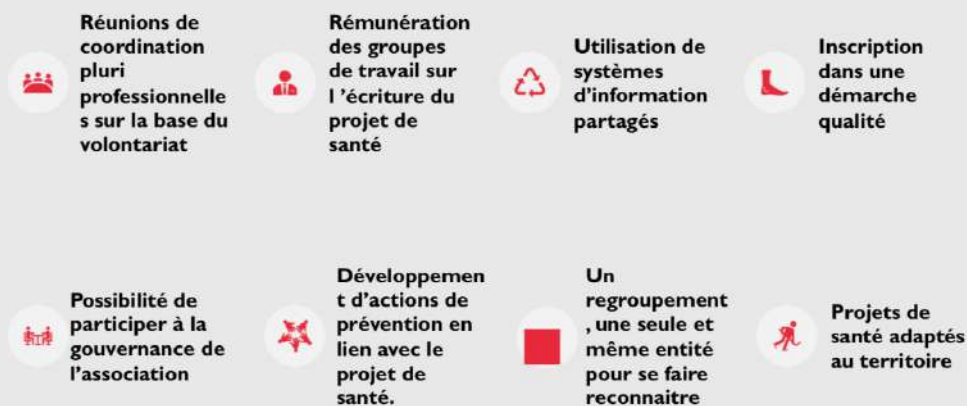 Réunions de
coordination
pluri
professionnelle
s sur la base du
volontariat
Rémunération
des groupes
de travail sur
l ’écriture du
projet de
santé
Utilisation de
systèmes
d’information
partagés
Inscription
dans une
démarche
qualité
Possibilité de
participer à la
gouvernance de
l’association
Développemen
t d’actions de
prévention en
lien avec le
projet de
santé.
Un
regroupement
, une seule et
même entité
pour se faire
reconnaitre
Projets de
santé adaptés
au territoire